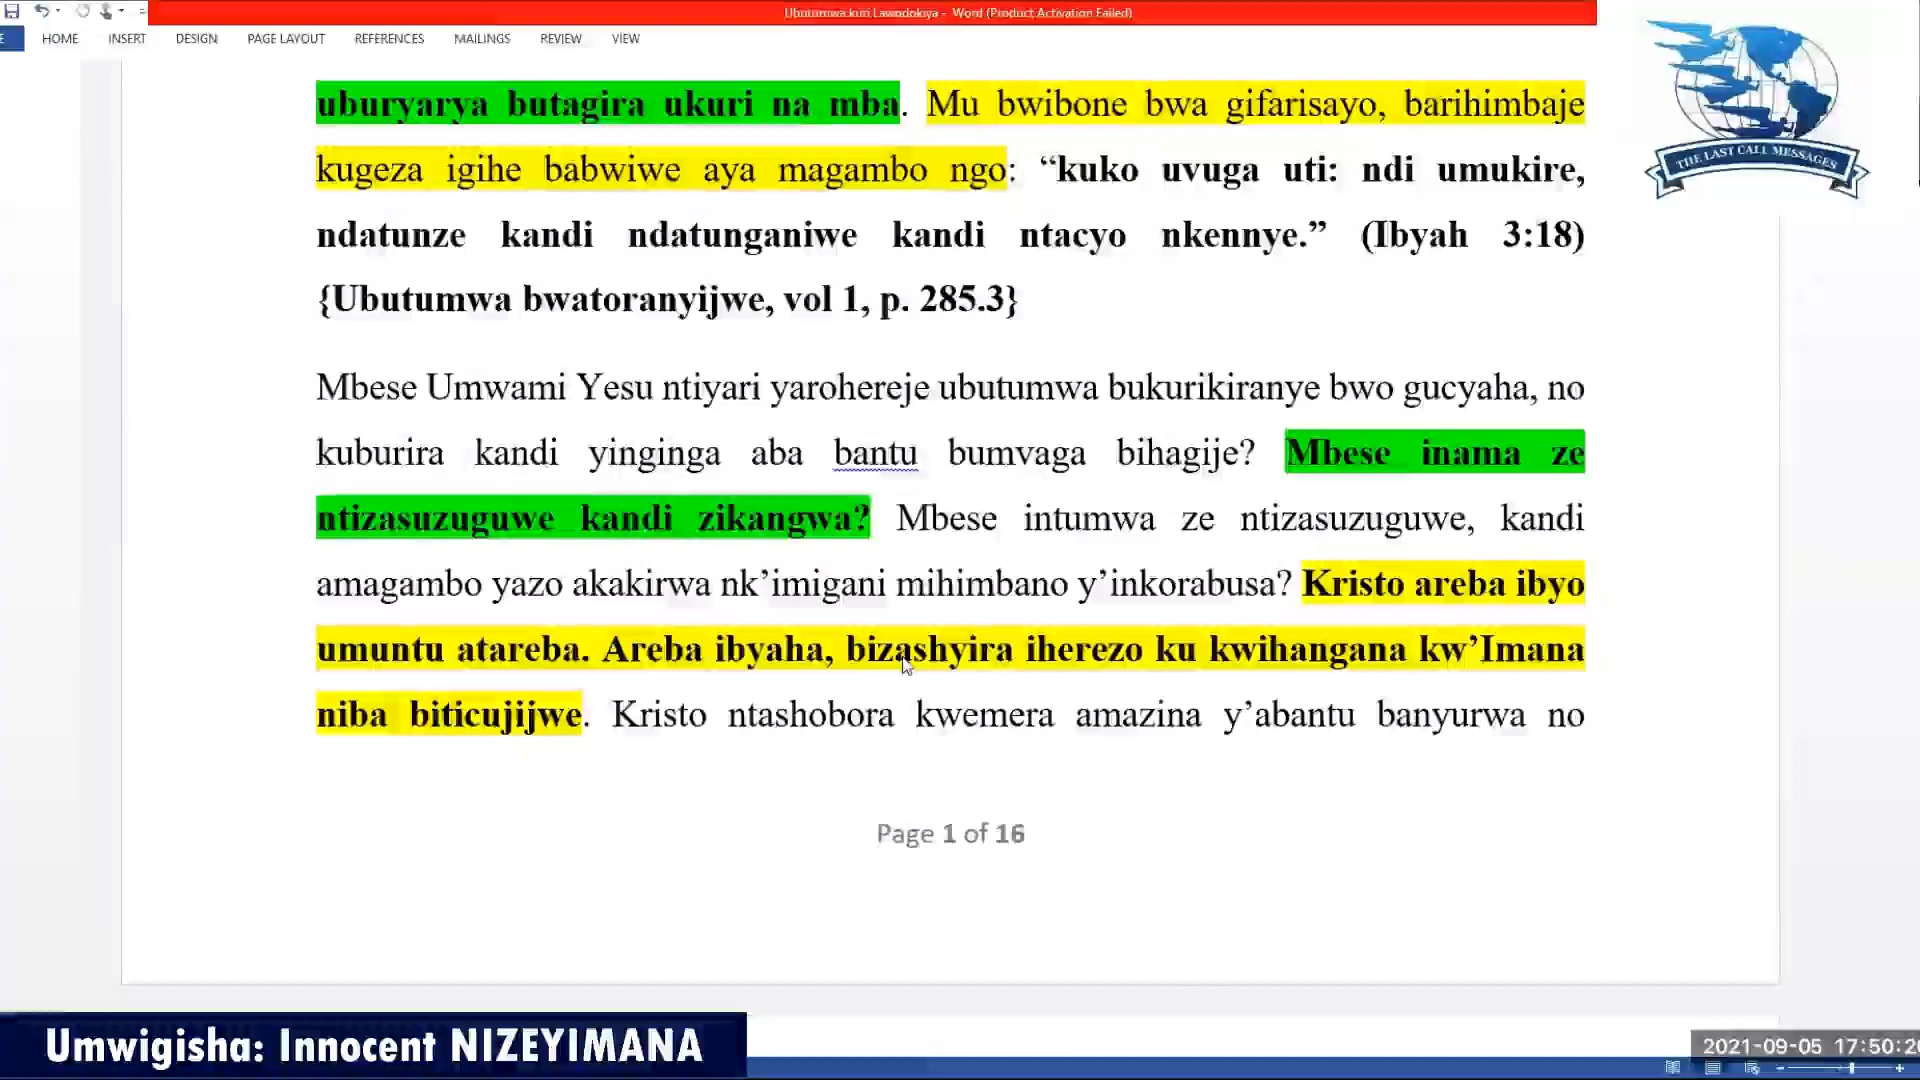 Ubutumwa kuri Lawodokiya - Word (Product Activation Failed)
HOME INSERT DESIGN PAGE LAYOUT REFERENCES MAILINGS REVIEW VIEW
THE LAST CALL MESSAGES
uburyarya butagira ukuri na mba. Mu bwibone bwa gifarisayo, barihimbaje
kugeza igihe babwiwe aya magambo ngo: “kuko uvuga uti: ndi umukire,
ndatunze kandi ndatunganiwe kandi ntacyo nkennye.” (Ibyah 3:18)
{Ubutumwa bwatoranyijwe, vol 1, p. 285.3}
Mbese Umwami Yesu ntiyari yarohereje ubutumwa bukurikiranye bwo gucyaha, no
kuburira kandi yinginga aba bantu bumvaga bihagije? Mbese inama ze
ntizasuzuguwe kandi zikangwa? Mbese intumwa ze ntizasuzuguwe, kandi
amagambo yazo akakirwa nk’imigani mihimbano y’inkorabusa? Kristo areba ibyo
umuntu atareba. Areba ibyaha, bizashyira iherezo ku kwihangana kw’Imana
niba biticujijwe. Kristo ntashobora kwemera amazina y’abantu banyurwa no
Page 1 of 16
Umwigisha: Innocent NIZEYIMANA
2021-09-05 17:50:20